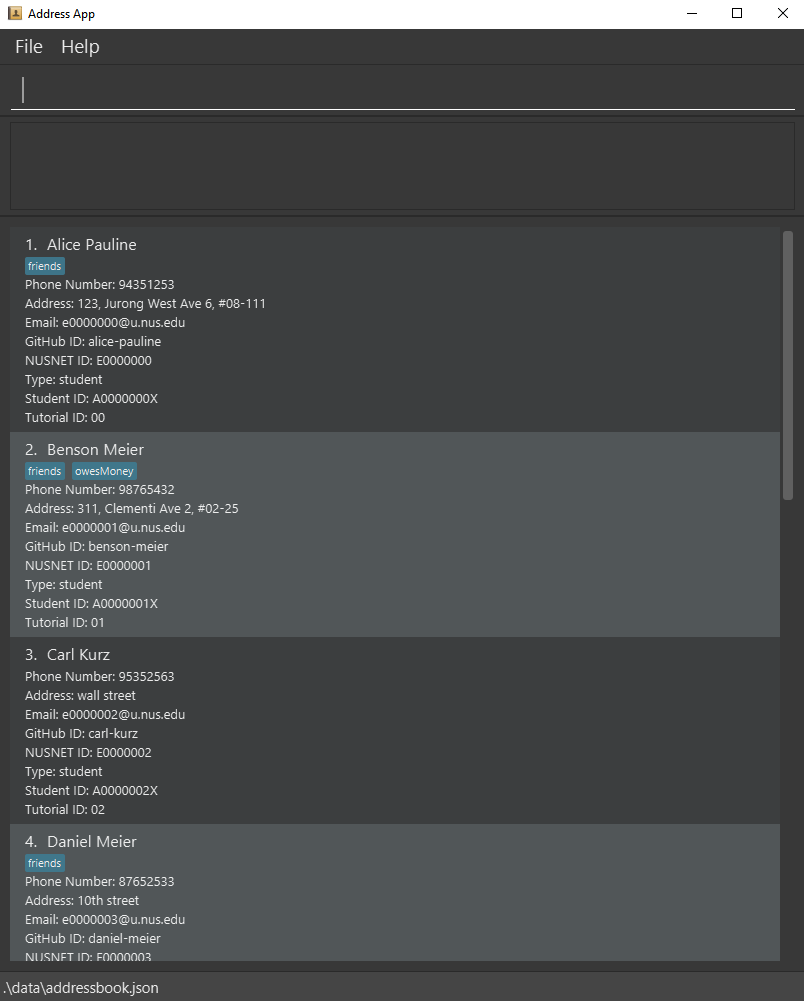 Address App
File Help
1. Alice Pauline
friends
Phone Number: 94351253
Address: 123, Jurong West Ave 6, #08-111
Email: e0000000@u.nus.edu
GitHub ID: alice-pauline
NUSNET ID: E0000000
Type: student
Student ID: A0000000X
Tutorial ID: 00
2. Benson Meier
friends owesMoney
Phone Number: 98765432
Address: 311, Clementi Ave 2, #02-25
Email: e0000001@u.nus.edu
GitHub ID: benson-meier
NUSNET ID: E0000001
Type: student
Student ID: A0000001X
Tutorial ID: 01
3. Carl Kurz
Phone Number: 95352563
Address: wall street
Email: e0000002@u.nus.edu
GitHub ID: carl-kurz
NUSNET ID: E0000002
Type: student
Student ID: A0000002X
Tutorial ID: 02
4. Daniel Meier
friends
Phone Number: 87652533
Address: 10th street
Email: e0000003@u.nus.edu
GitHub ID: daniel-meier
NUSNET ID: E0000003
.\data\addressbook.json